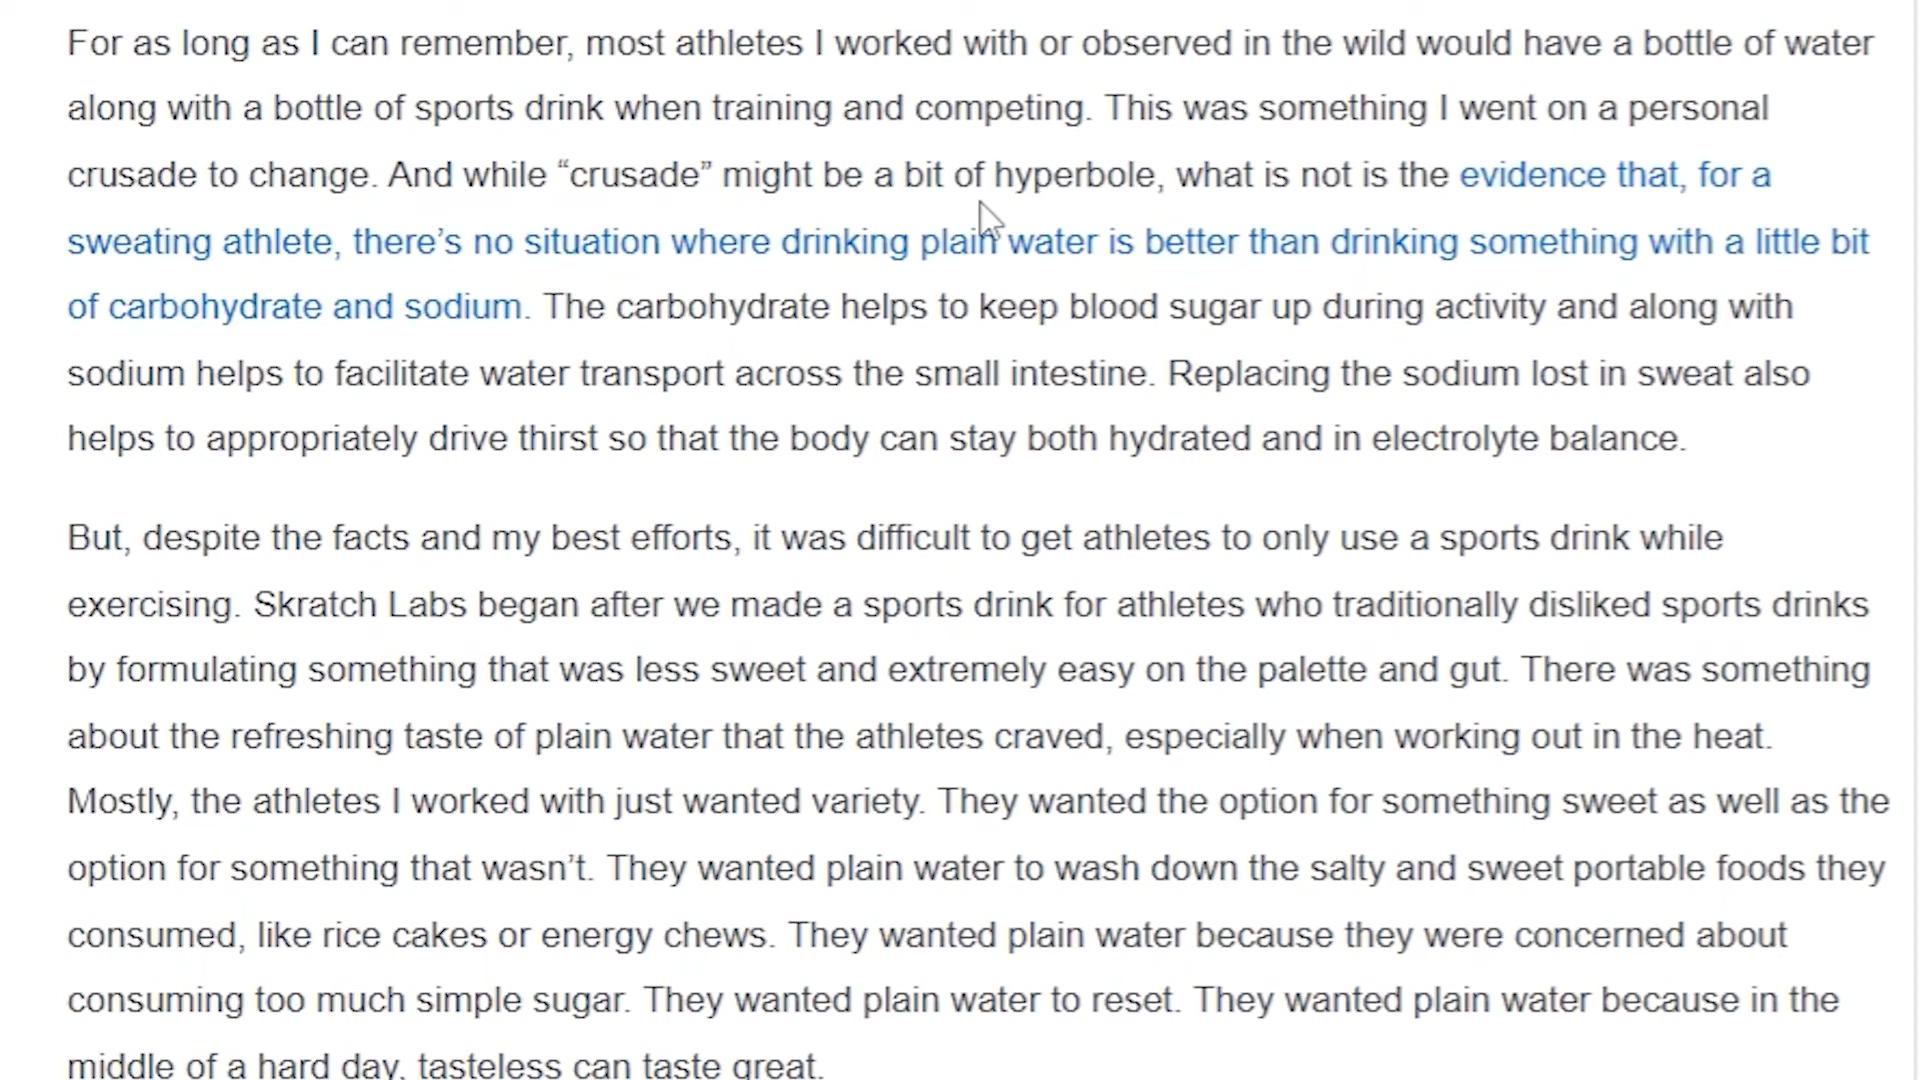 For as long as I can remember, most athletes I worked with or observed in the wild would have a bottle of water
along with a bottle of sports drink when training and competing. This was something I went on a personal
crusade to change. And while “crusade” might be a bit of hyperbole, what is not is the evidence that, for a
sweating athlete, there’s no situation where drinking plain water is better than drinking something with a little bit
of carbohydrate and sodium. The carbohydrate helps to keep blood sugar up during activity and along with
sodium helps to facilitate water transport across the small intestine. Replacing the sodium lost in sweat also
helps to appropriately drive thirst so that the body can stay both hydrated and in electrolyte balance.
But, despite the facts and my best efforts, it was difficult to get athletes to only use a sports drink while
exercising. Skratch Labs began after we made a sports drink for athletes who traditionally disliked sports drinks
by formulating something that was less sweet and extremely easy on the palette and gut. There was something
about the refreshing taste of plain water that the athletes craved, especially when working out in the heat.
Mostly, the athletes I worked with just wanted variety. They wanted the option for something sweet as well as the
option for something that wasn’t. They wanted plain water to wash down the salty and sweet portable foods they
consumed, like rice cakes or energy chews. They wanted plain water because they were concerned about
consuming too much simple sugar. They wanted plain water to reset. They wanted plain water because in the
middle of a hard day, tasteless can taste great.